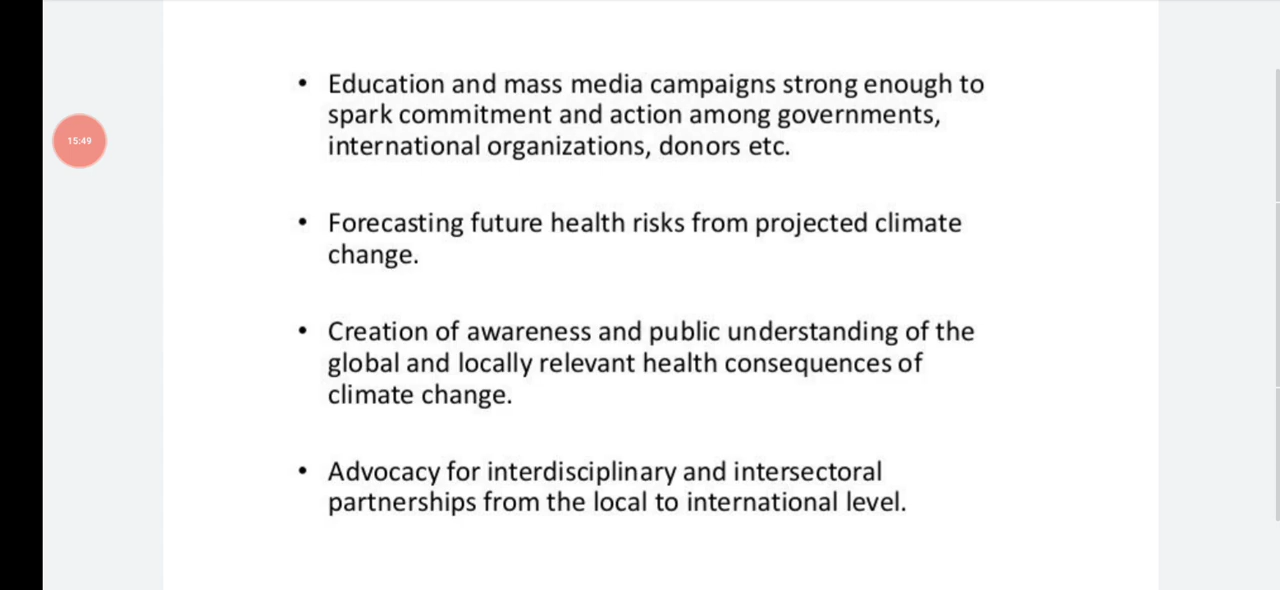 15:49
• Education and mass media campaigns strong enough to
spark commitment and action among governments,
international organizations, donors etc.
• Forecasting future health risks from projected climate
change.
• Creation of awareness and public understanding of the
global and locally relevant health consequences of
climate change.
• Advocacy for interdisciplinary and intersectoral
partnerships from the local to international level.